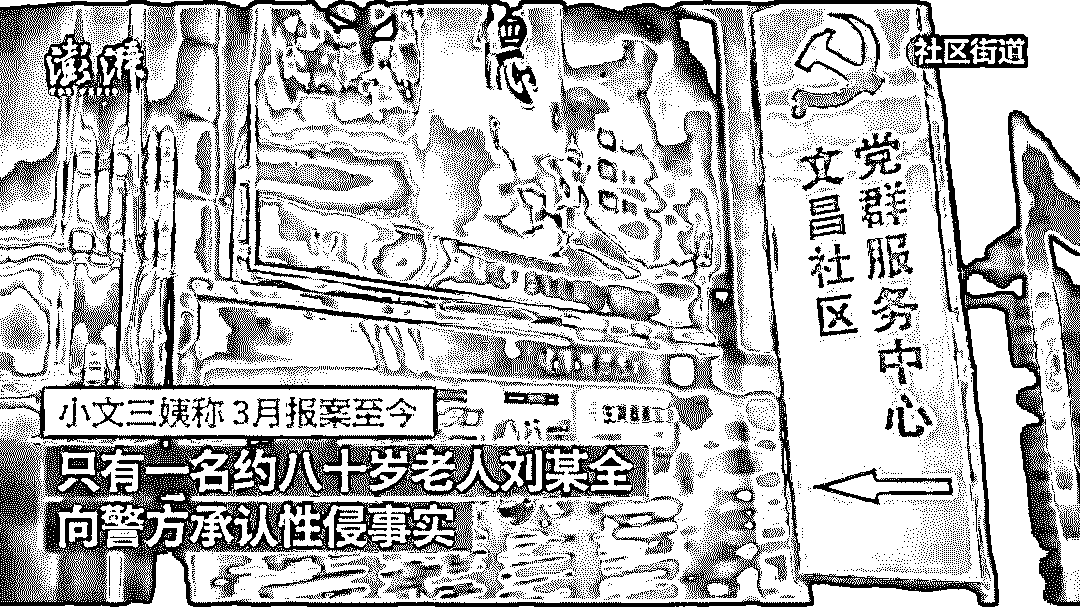 澎湃
社区街道
党群服务中心
文昌社区
小文三姨称 3月报案至今
只有一名约八十岁老人刘某全
向警方承认性侵事实